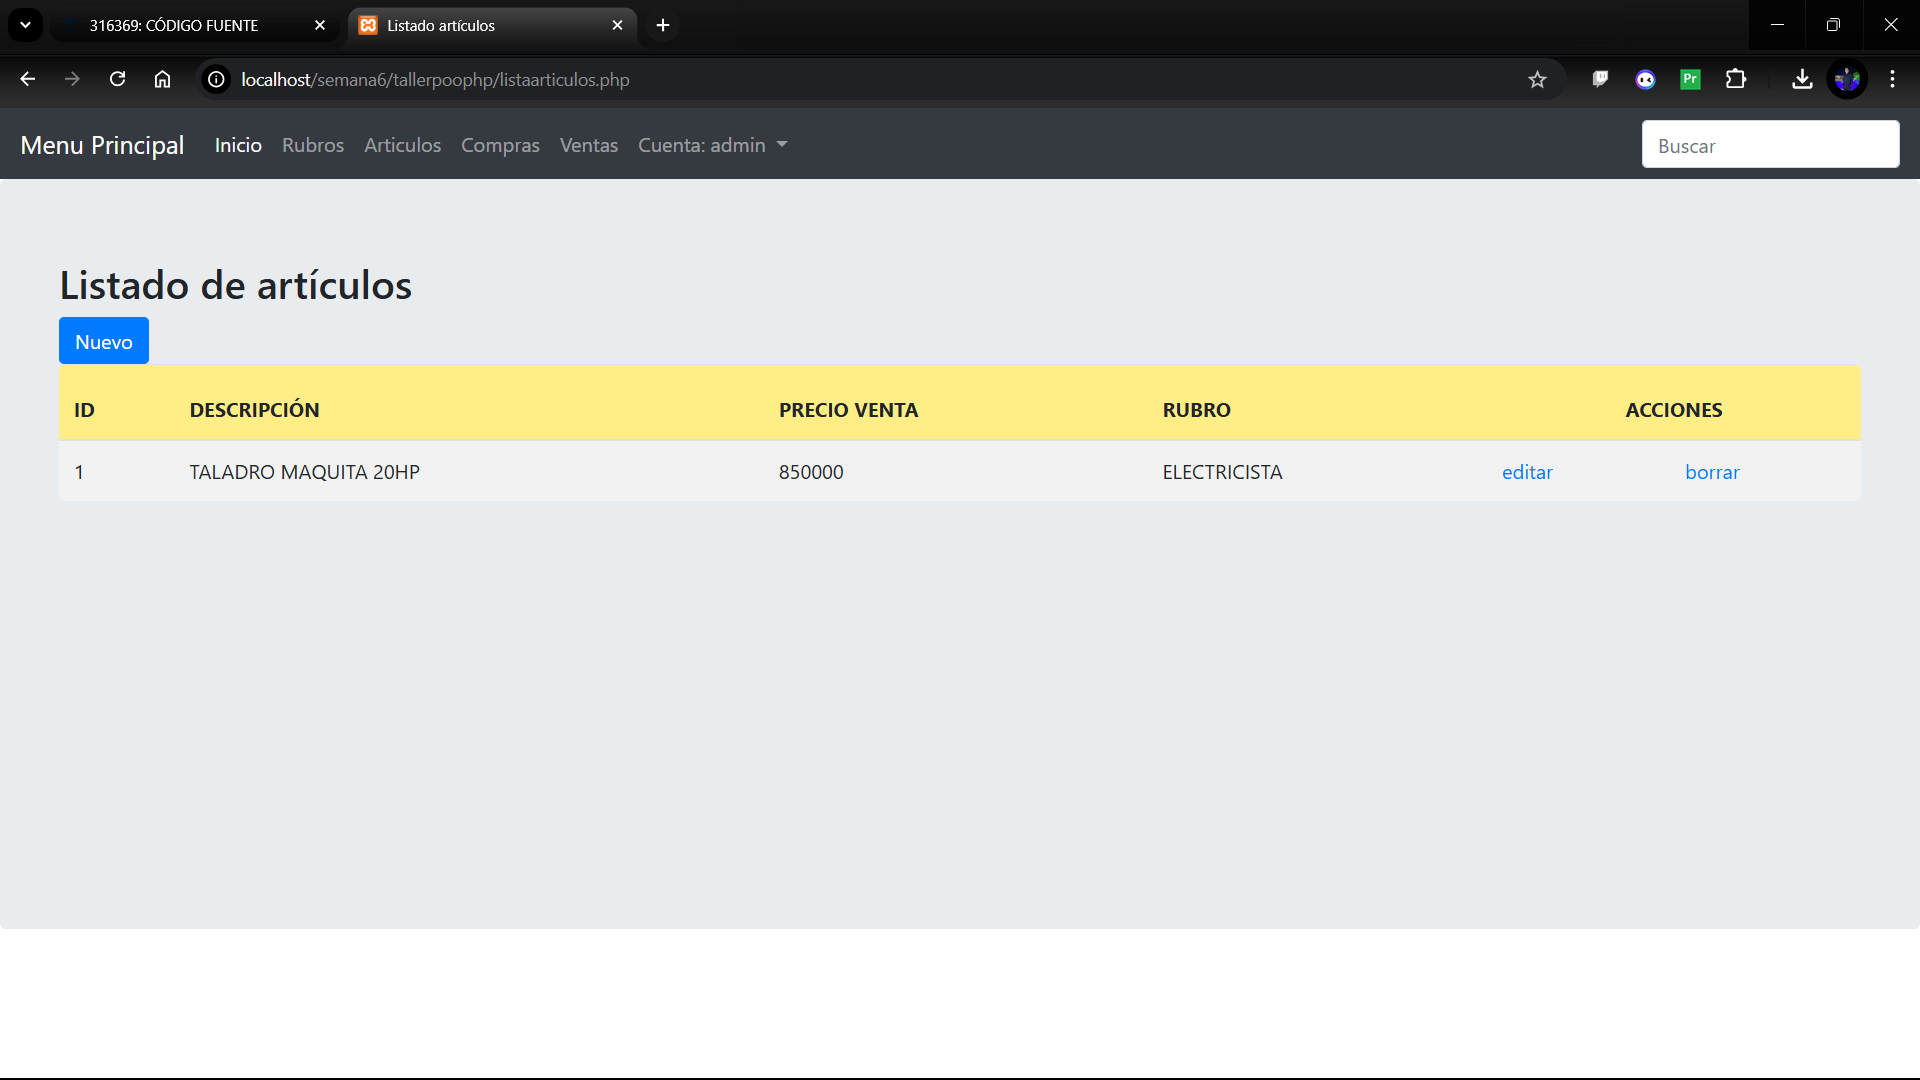 316369: CÓDIGO FUENTE
Listado artículos
localhost/semana6/tallerpoophp/listaarticulos.php
Pr
Menu Principal Inicio Rubros Articulos Compras Ventas Cuenta: admin Buscar
Listado de artículos
Nuevo
ID DESCRIPCIÓN PRECIO VENTA RUBRO ACCIONES
1 TALADRO MAQUITA 20HP 850000 ELECTRICISTA editar borrar